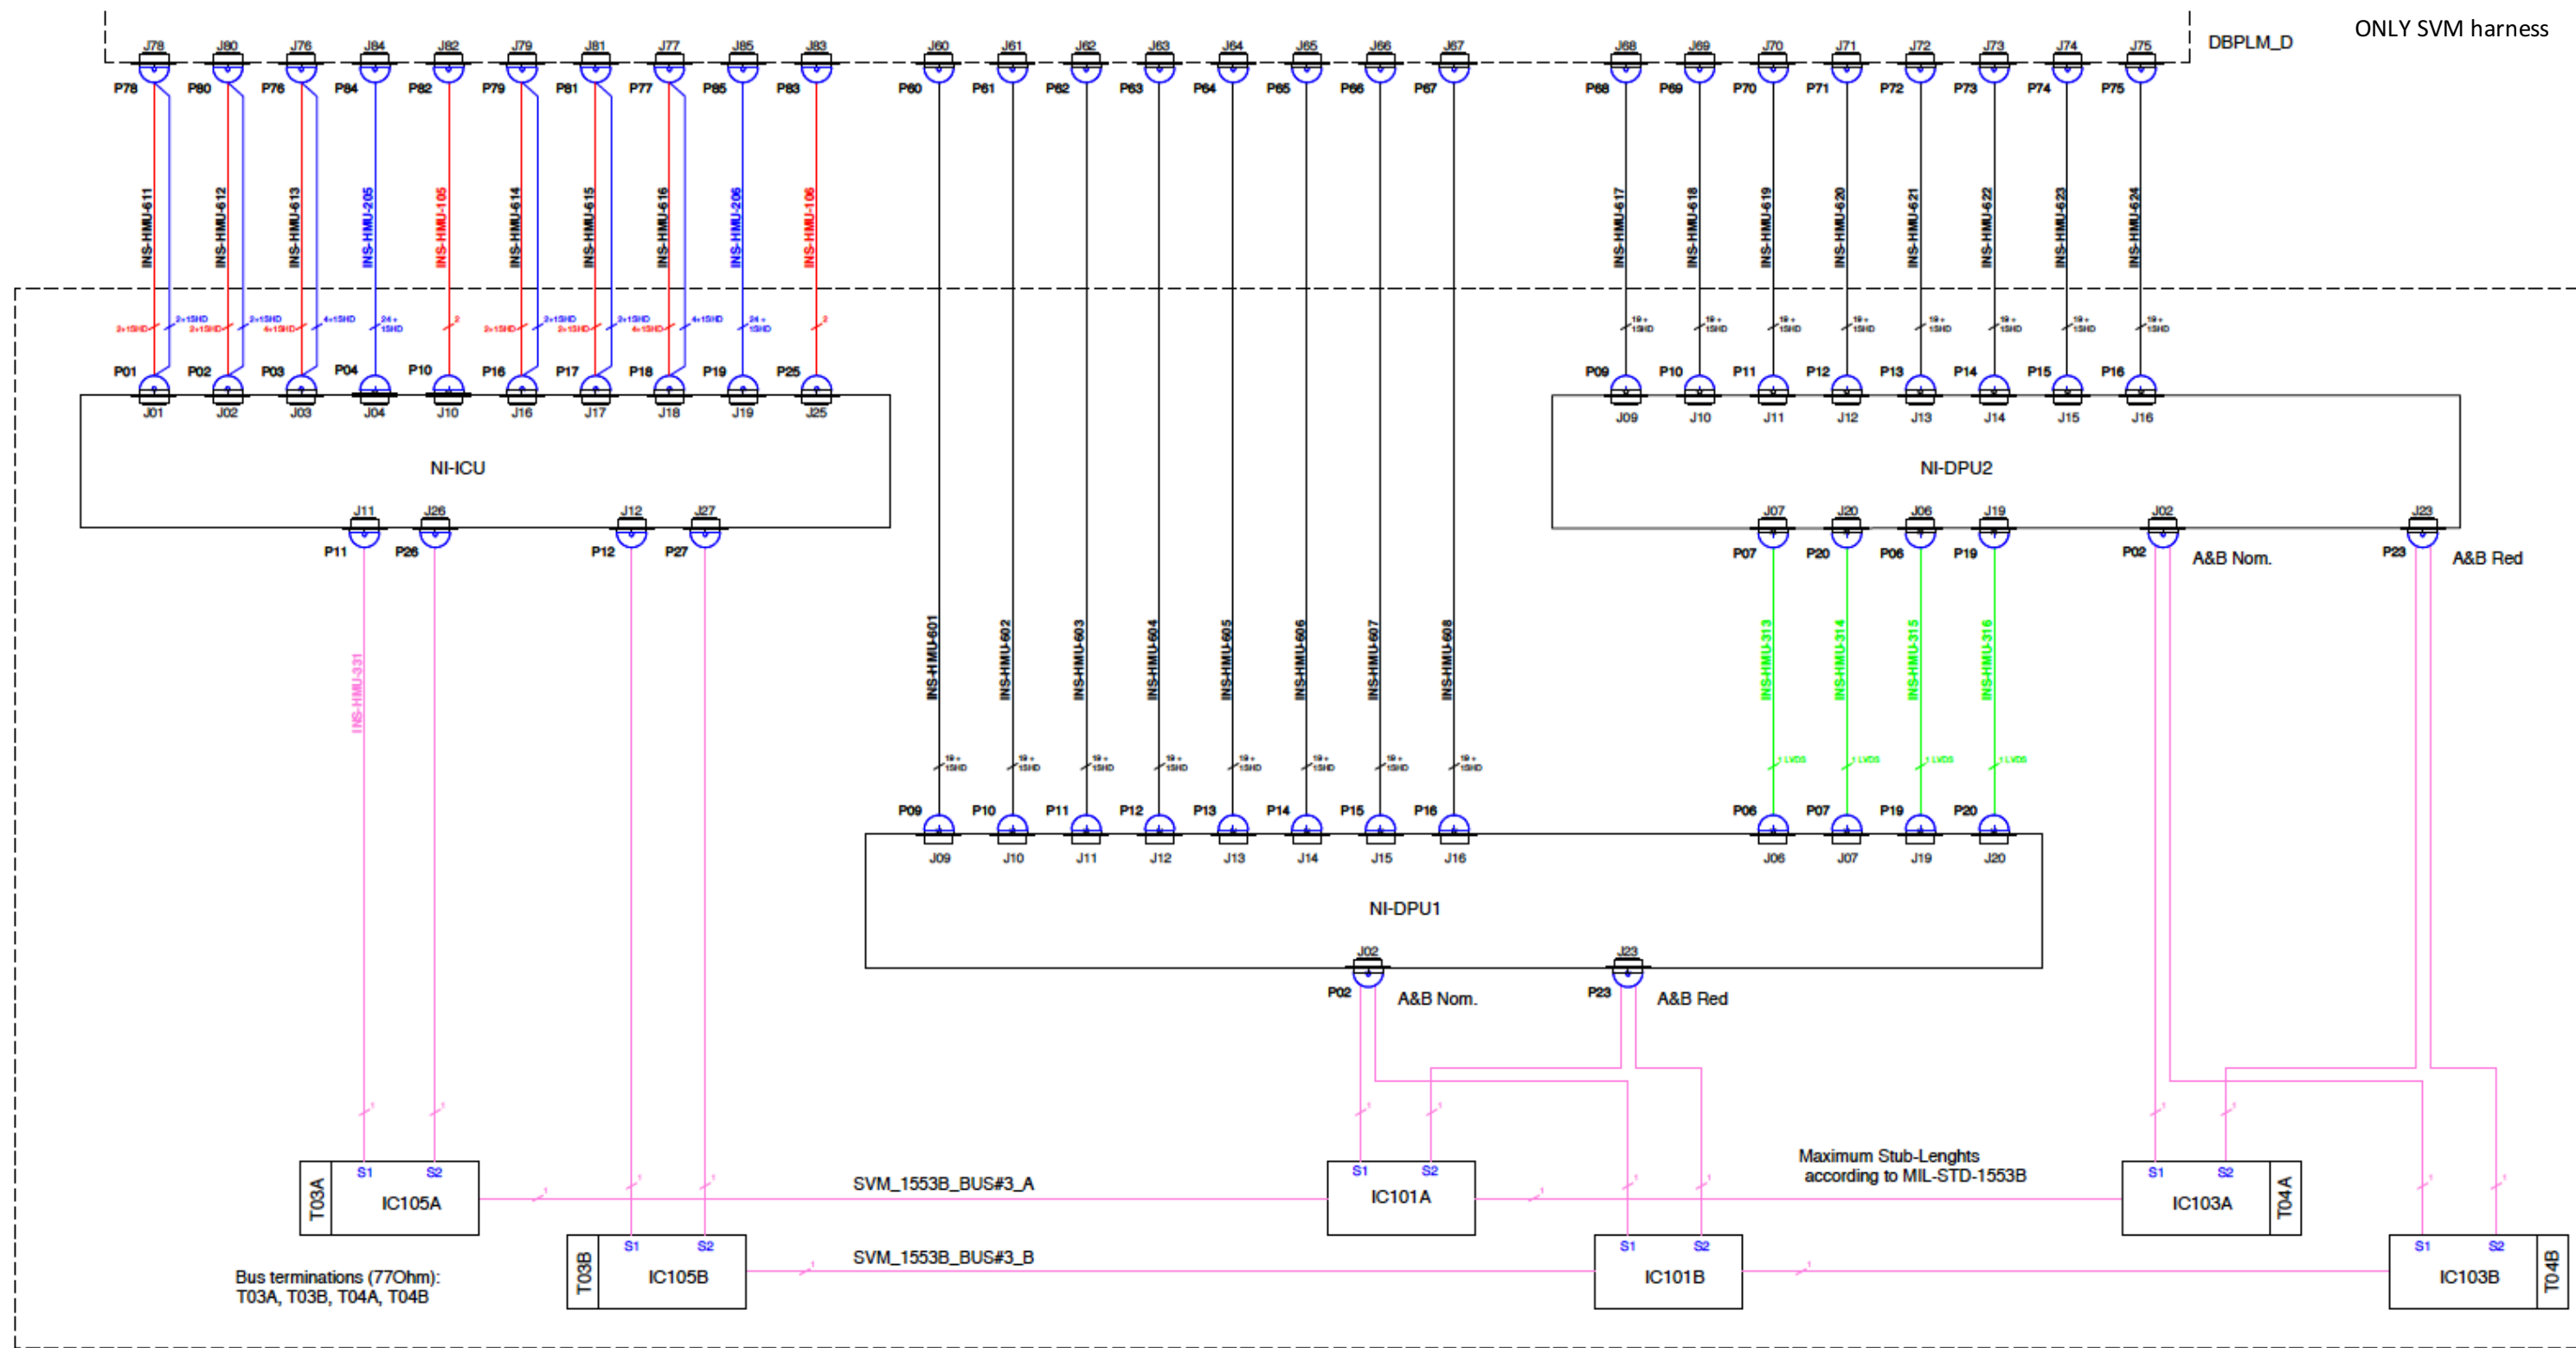 ONLY SVM harness
DBPLM_D
J78 J80 J76 J84 J82 J79 J81 J77 J85 J83 J60 J61 J62 J63 J64 J65 J66 J67 J68 J69 J70 J71 J72 J73 J74 J75
P78 P80 P76 P84 P82 P79 P81 P77 P85 P83 P60 P61 P62 P63 P64 P65 P66 P67 P68 P69 P70 P71 P72 P73 P74 P75
INS-HMU-611
INS-HMU-612
INS-HMU-613
INS-HMU-205
INS-HMU-105
INS-HMU-614
INS-HMU-615
INS-HMU-616
INS-HMU-206
INS-HMU-106
INS-HMU-617
INS-HMU-618
INS-HMU-619
INS-HMU-620
INS-HMU-621
INS-HMU-622
INS-HMU-623
INS-HMU-624
P01 P02 P03 P04 P10 P16 P17 P18 P19 P25
J01 J02 J03 J04 J10 J16 J17 J18 J19 J25
NI-ICU
J11 J26 J12 J27
P11 P26 P12 P27
P09 P10 P11 P12 P13 P14 P15 P16
J09 J10 J11 J12 J13 J14 J15 J16
NI-DPU2
J07 J20 J06 J19 J02 J23
P07 P20 P06 P19 P02 P23
A&B Nom.
A&B Red
INS-HMU-331
INS-HMU-601
INS-HMU-602
INS-HMU-603
INS-HMU-604
INS-HMU-605
INS-HMU-606
INS-HMU-607
INS-HMU-608
INS-HMU-313
INS-HMU-314
INS-HMU-315
INS-HMU-316
1 LVDS 1 LVDS 1 LVDS 1 LVDS
P09 P10 P11 P12 P13 P14 P15 P16 P06 P07 P19 P20
J09 J10 J11 J12 J13 J14 J15 J16 J06 J07 J19 J20
NI-DPU1
J02 J23
P02 P23
A&B Nom.
A&B Red
Maximum Stub-Lenghts
according to MIL-STD-1553B
S1 S2
T03A
IC105A
SVM_1553B_BUS#3_A
S1 S2
IC101A
S1 S2
IC103A
T04A
S1 S2
T03B
IC105B
SVM_1553B_BUS#3_B
S1 S2
IC101B
S1 S2
IC103B
T04B
Bus terminations (77Ohm):
T03A, T03B, T04A, T04B